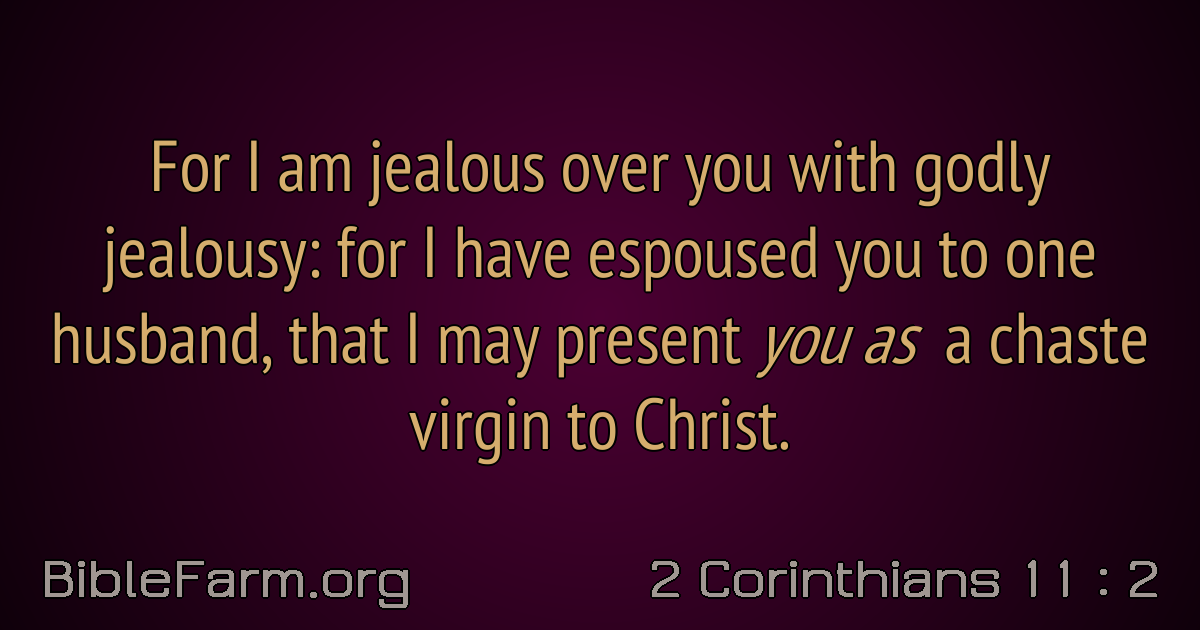 For I am jealous over you with godly
jealousy: for I have espoused you to one
husband, that I may present you as a chaste
virgin to Christ.
BibleFarm.org
2 Corinthians 11 : 2